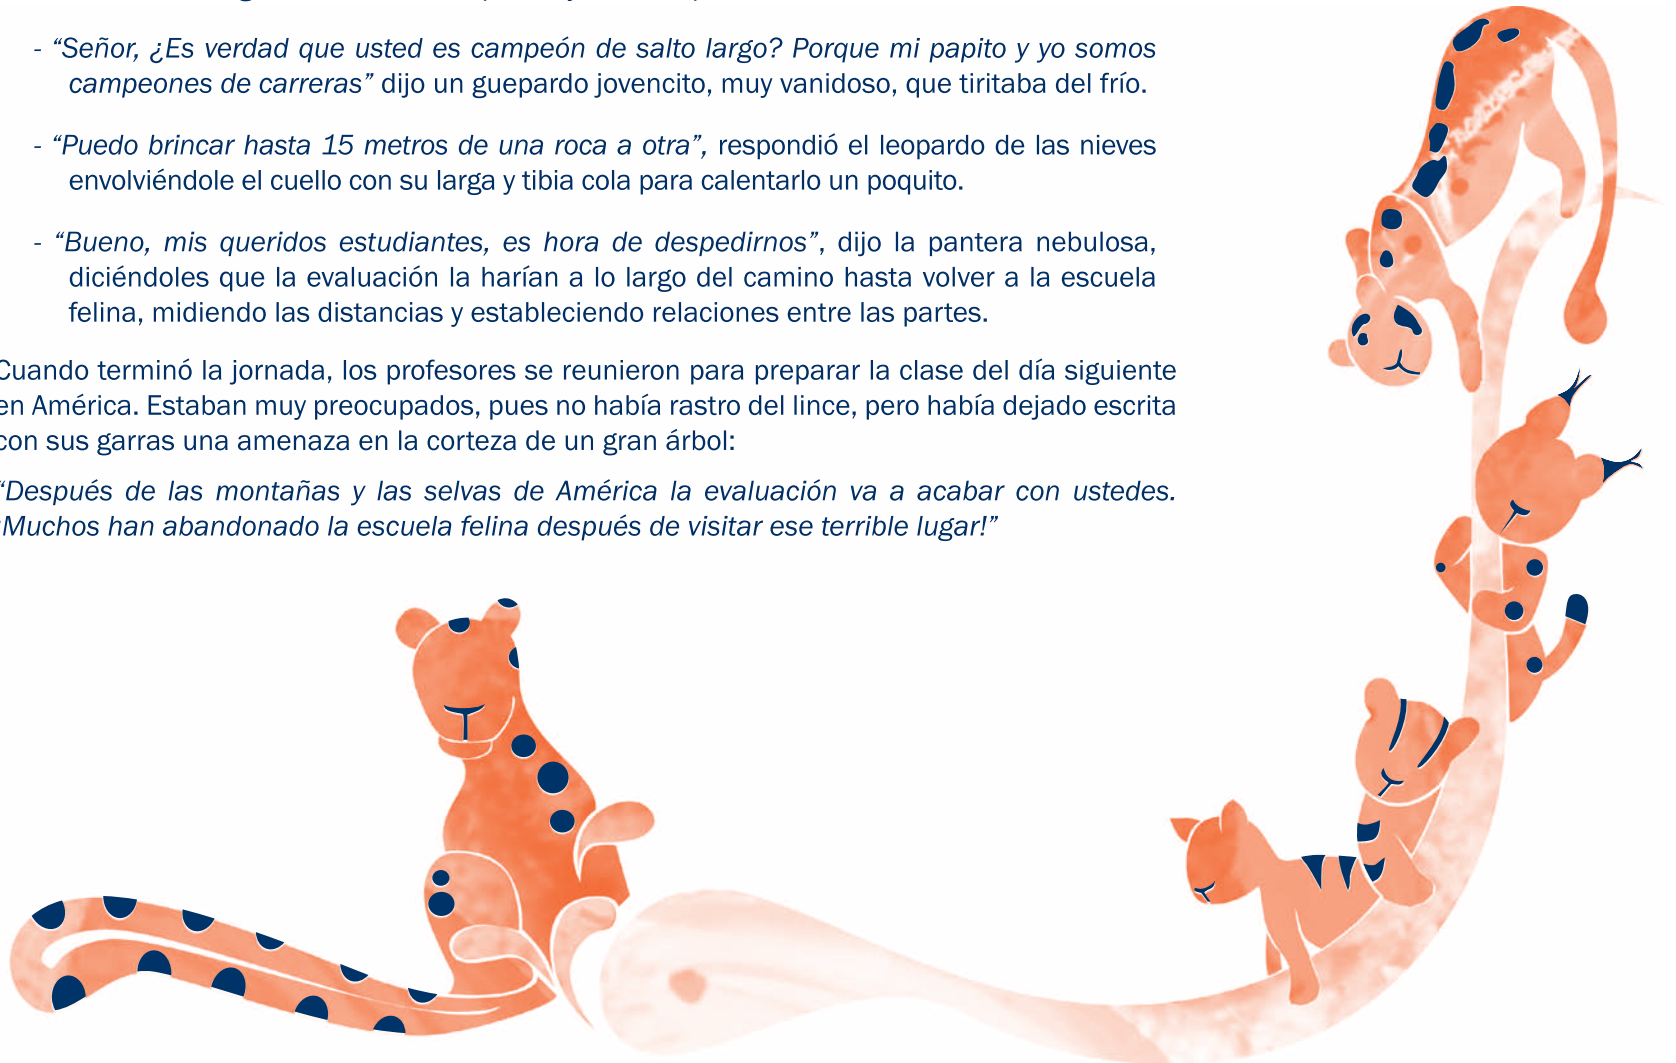 - “Señor, ¿Es verdad que usted es campeón de salto largo? Porque mi papito y yo somos
campeones de carreras” dijo un guepardo jovencito, muy vanidoso, que tiritaba del frío.
- “Puedo brincar hasta 15 metros de una roca a otra”, respondió el leopardo de las nieves
envolviéndole el cuello con su larga y tibia cola para calentarlo un poquito.
- “Bueno, mis queridos estudiantes, es hora de despedirnos”, dijo la pantera nebulosa,
diciéndoles que la evaluación la harían a lo largo del camino hasta volver a la escuela
felina, midiendo las distancias y estableciendo relaciones entre las partes.
Cuando terminó la jornada, los profesores se reunieron para preparar la clase del día siguiente
en América. Estaban muy preocupados, pues no había rastro del lince, pero había dejado escrita
con sus garras una amenaza en la corteza de un gran árbol:
“Después de las montañas y las selvas de América la evaluación va a acabar con ustedes.
Muchos han abandonado la escuela felina después de visitar ese terrible lugar!”